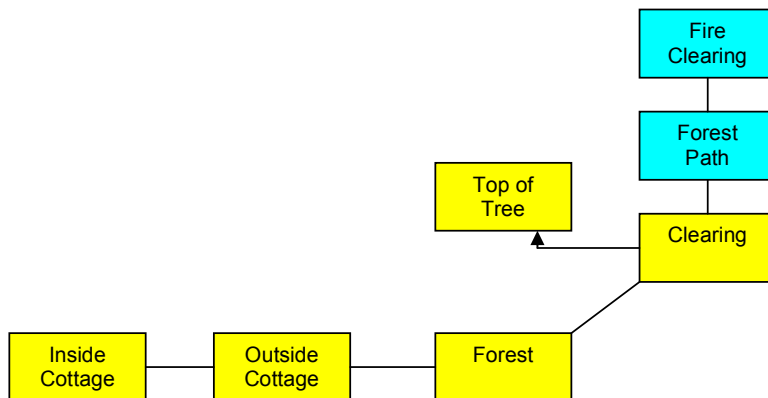 Fire
Clearing
Forest
Path
Top of
Tree
Clearing
Inside
Cottage
Outside
Cottage
Forest